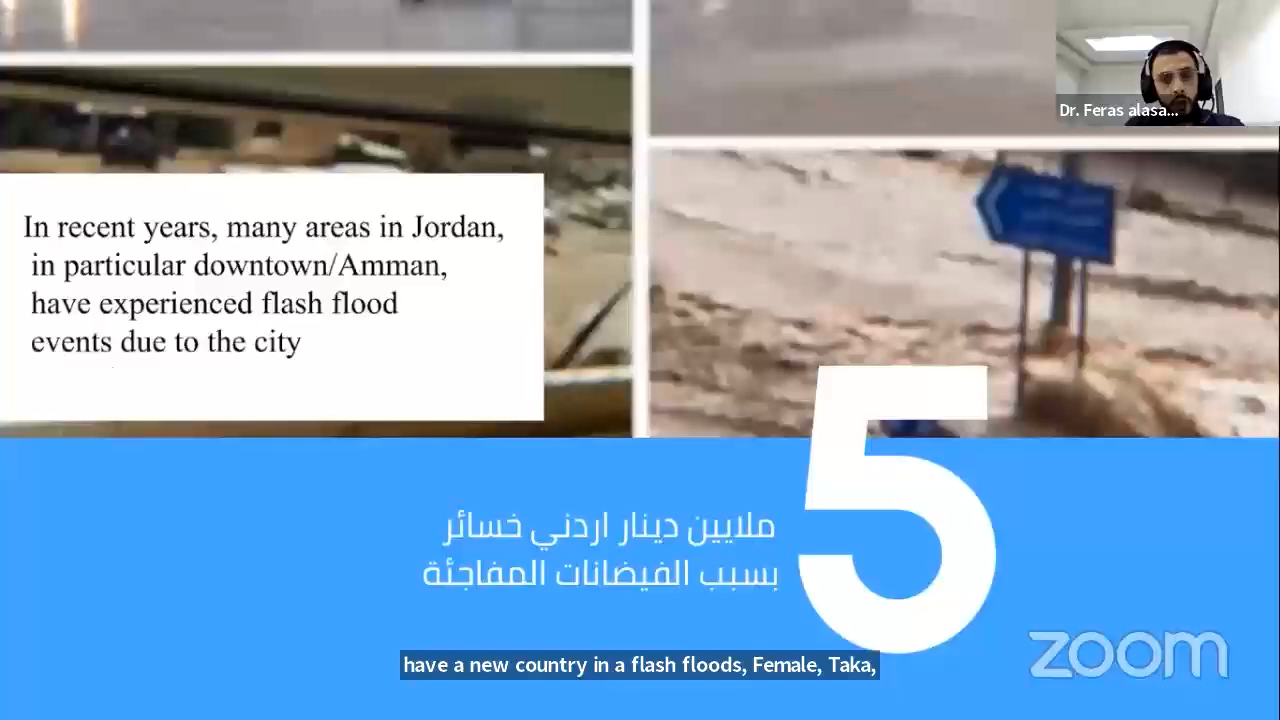 Dr. Feras alasa...
In recent years, many areas in Jordan,
in particular downtown/Amman,
have experienced flash flood
events due to the city
5
ملايين دينار اردني خسائر
بسبب الفيضانات المفاجئة
zoom
have a new country in a flash floods, Female, Taka,